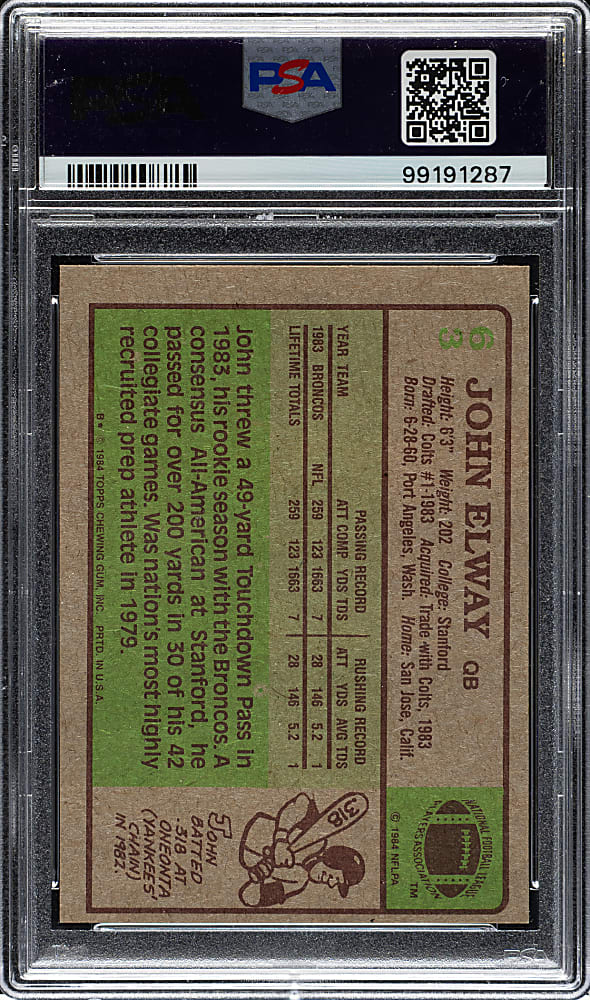 PSA
99191287
63
JOHN ELWAY QB
Height: 6'3" Weight: 202 College: Stanford
Drafted: Colts #1-1983 Acquired: Trade with Colts, 1983
Born: 6-28-60, Port Angeles, Wash. Home: San Jose, Calif.
NATIONAL FOOTBALL LEAGUE
PLAYERS ASSOCIATION
TM
© 1984 NFLPA
PASSING RECORD RUSHING RECORD
YEAR TEAM ATT COMP YDS TDS ATT YDS AVG TDS
1983 BRONCOS NFL 259 123 1663 7 28 146 5.2 1
LIFETIME TOTALS 259 123 1663 7 28 146 5.2 1
John threw a 49-yard Touchdown Pass in
1983, his rookie season with the Broncos. A
consensus All-American at Stanford, he
passed for over 200 yards in 30 of his 42
collegiate games. Was nation's most highly
recruited prep athlete in 1979.
318
JOHN
BATTED
.318 AT
ONEONTA
(YANKEES'
CHAIN)
IN 1982.
B* © 1984 TOPPS CHEWING GUM, INC. PRTD. IN U.S.A.